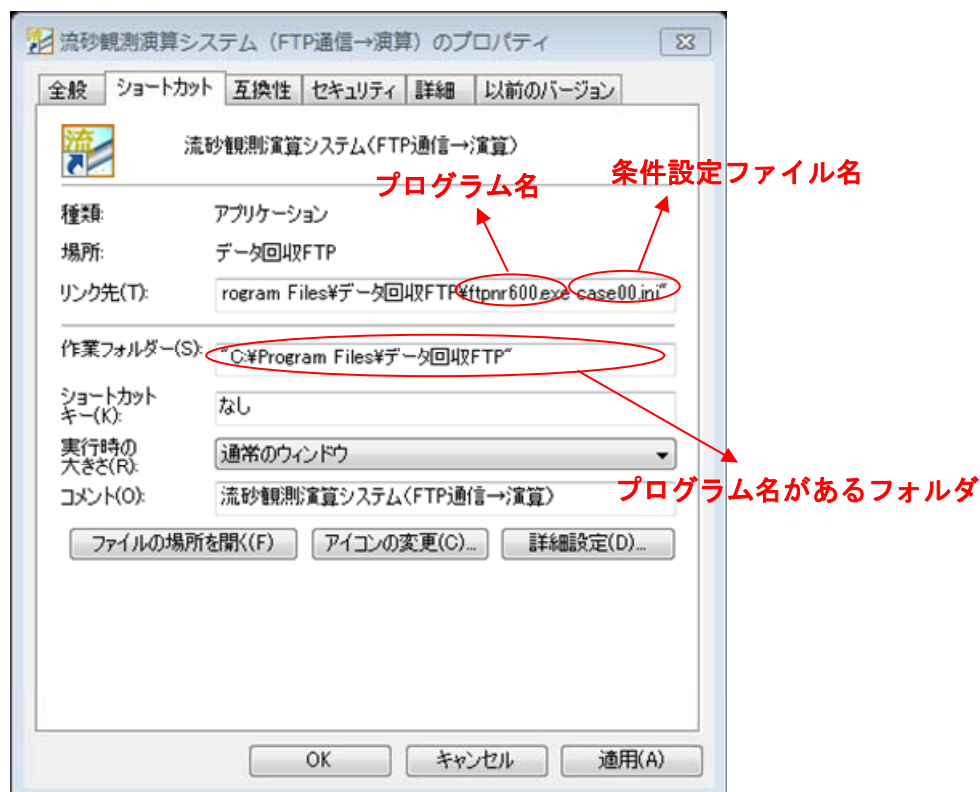 流砂観測演算システム（FTP通信→演算）のプロパティ
全般 ショートカット 互換性 セキュリティ 詳細 以前のバージョン
流
流砂観測演算システム(FTP通信→演算)
プログラム名
条件設定ファイル名
種類: アプリケーション
場所: データ回収FTP
リンク先(T): rogram Files¥データ回収FTP¥ftpnr600.exe case00.ini"
作業フォルダー(S): "C:¥Program Files¥データ回収FTP"
ショートカット
キー(K): なし
実行時の
大きさ(R): 通常のウィンドウ
コメント(O): 流砂観測演算システム(FTP通信→演算)
プログラム名があるフォルダ
ファイルの場所を開く(F) アイコンの変更(C)... 詳細設定(D)...
OK キャンセル 適用(A)